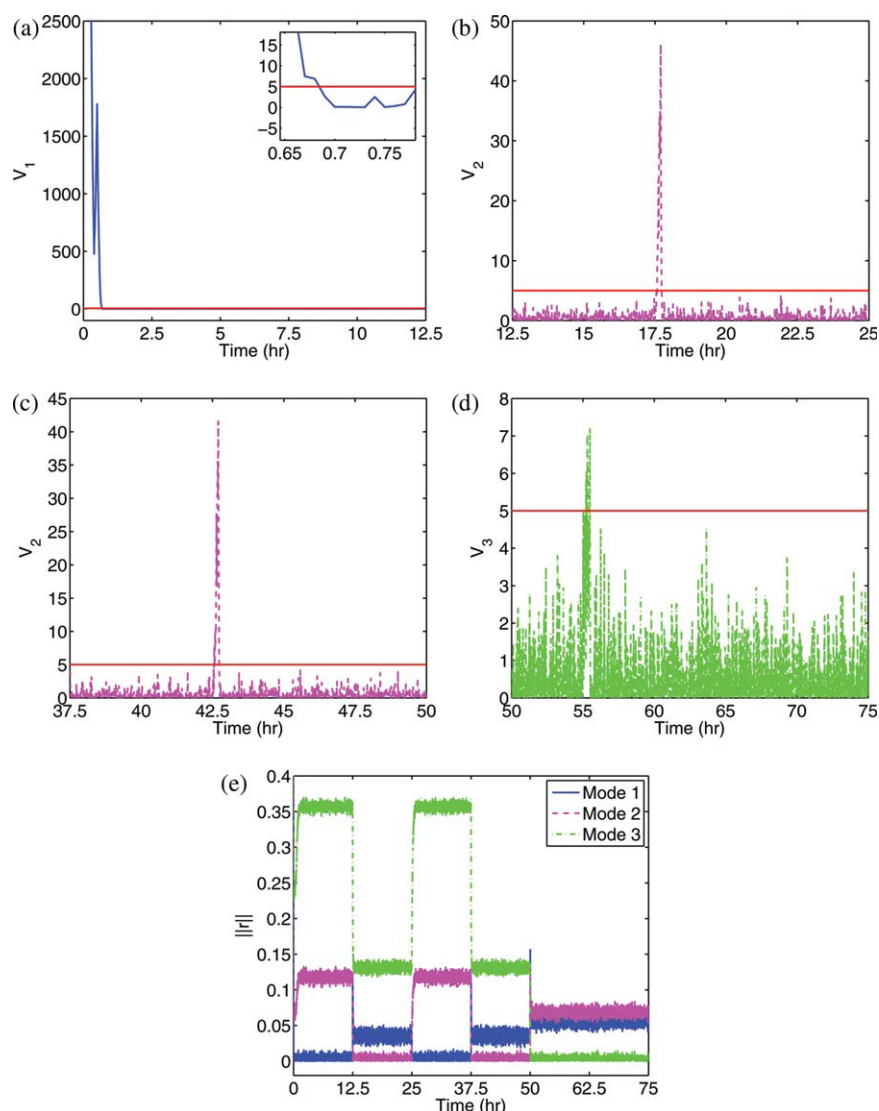 (a)
2500
2000
1500
1000
500
0
V1
0 2.5 5 7.5 10 12.5
Time (hr)
15
10
5
0
−5
0.65 0.7 0.75
(b)
50
40
30
20
10
0
V2
12.5 15 17.5 20 22.5 25
Time (hr)
(c)
45
40
35
30
25
20
15
10
5
0
V2
37.5 40 42.5 45 47.5 50
Time (hr)
(d)
8
7
6
5
4
3
2
1
0
V3
50 55 60 65 70 75
Time (hr)
(e)
0.4
0.35
0.3
0.25
0.2
0.15
0.1
0.05
0
||r||
Mode 1
Mode 2
Mode 3
0 12.5 25 37.5 50 62.5 75
Time (hr)